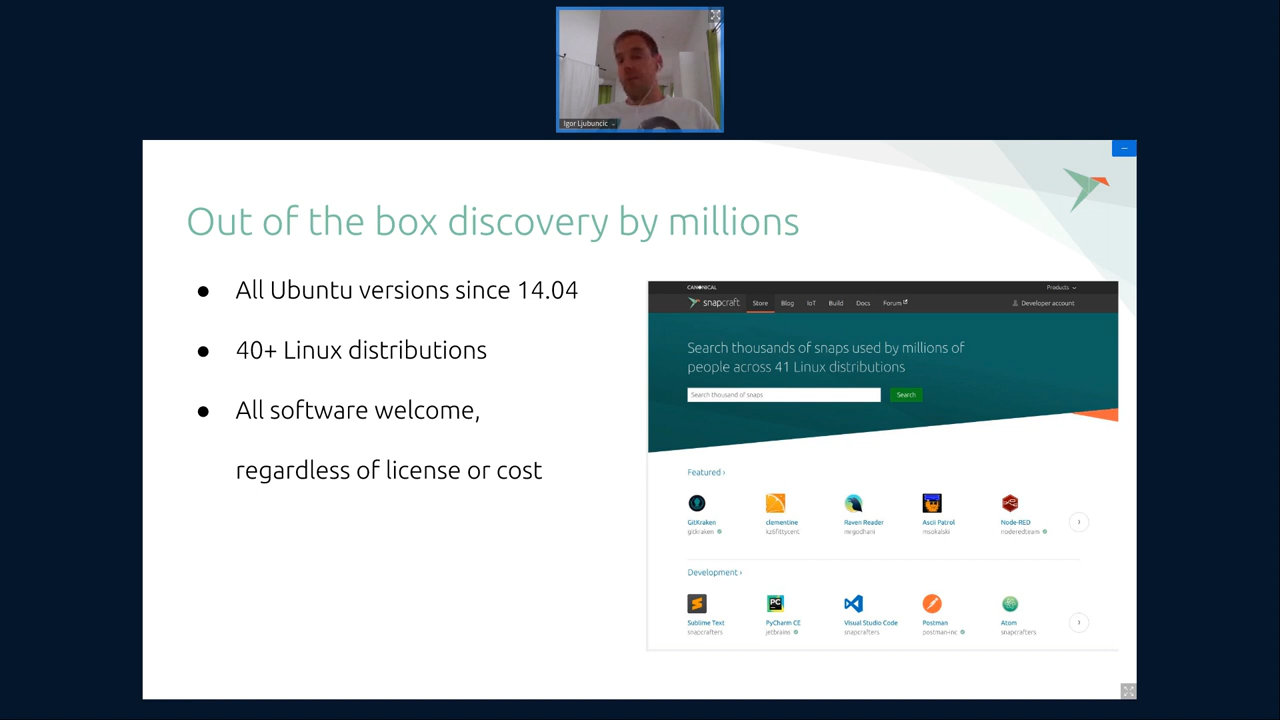 Igor Ljubuncic
Out of the box discovery by millions
● All Ubuntu versions since 14.04
● 40+ Linux distributions
● All software welcome,
regardless of license or cost
CANONICAL
Products
snapcraft Store Blog IoT Build Docs Forum Developer account
Search thousands of snaps used by millions of
people across 41 Linux distributions
Search thousand of snaps Search
Featured ›
GitKraken clementine Raven Reader Ascii Patrol Node-RED
gitkraken kz6fittycent mrgodhani msokalski noderedteam
Development ›
Sublime Text PyCharm CE Visual Studio Code Postman Atom
snapcrafters jetbrains snapcrafters postman-inc snapcrafters